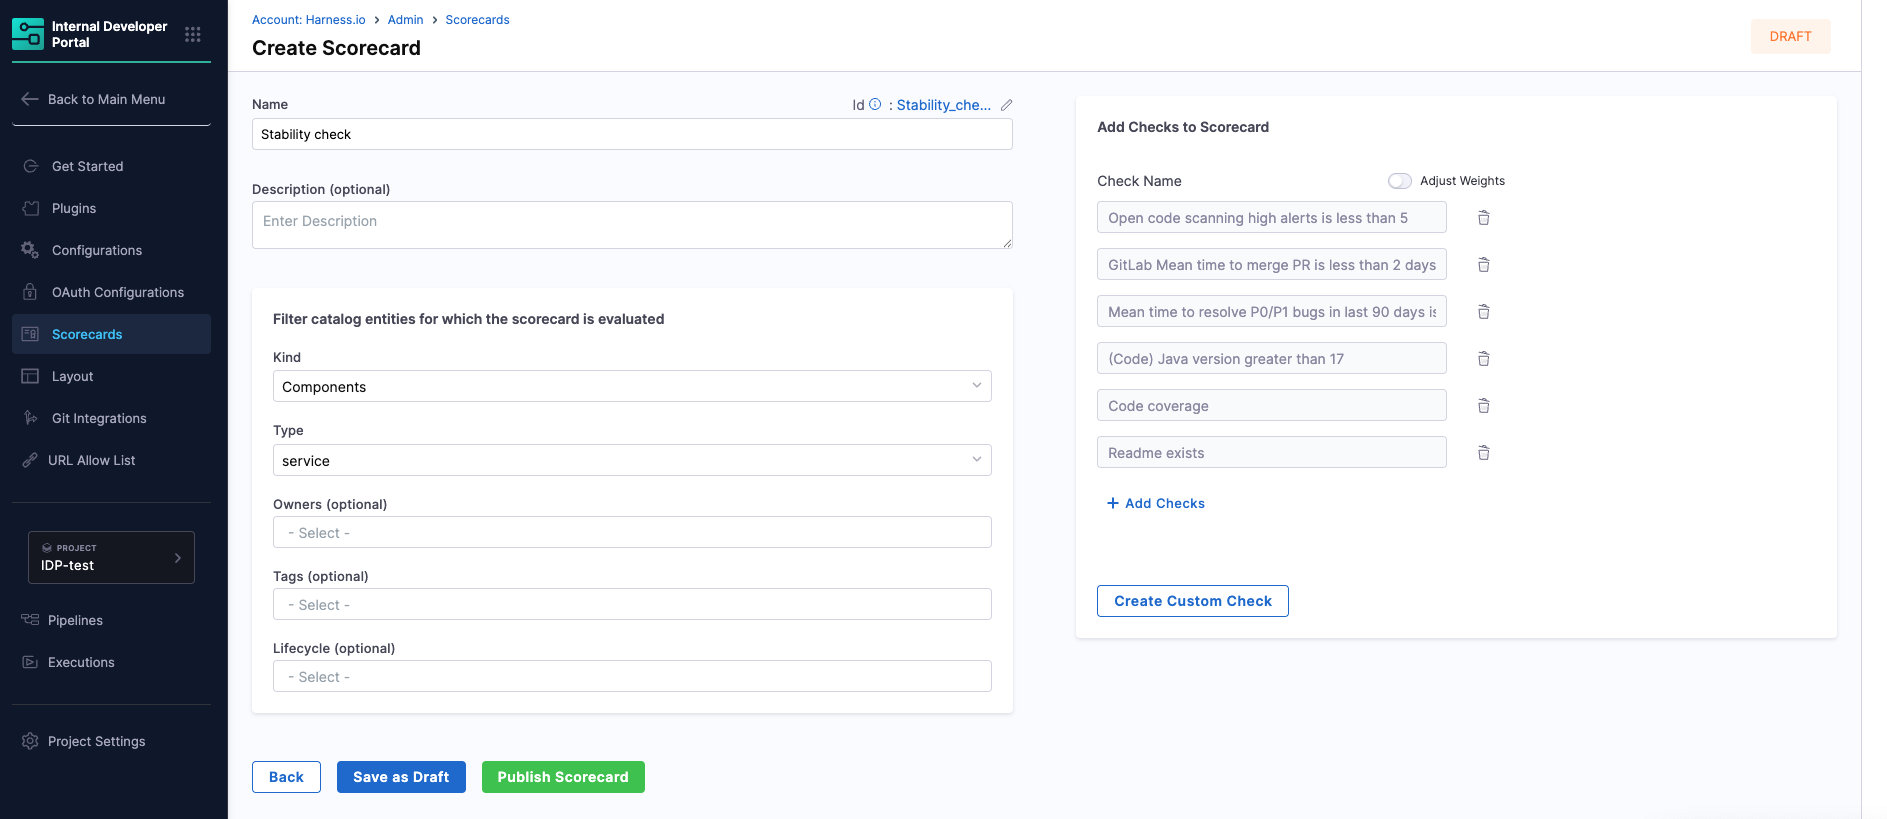 Internal Developer
Portal
Back to Main Menu
Get Started
Plugins
Configurations
OAuth Configurations
Scorecards
Layout
Git Integrations
URL Allow List
PROJECT
IDP-test
Pipelines
Executions
Project Settings
Account: Harness.io > Admin > Scorecards
Create Scorecard
DRAFT
Name
Id : Stability_che...
Stability check
Description (optional)
Enter Description
Filter catalog entities for which the scorecard is evaluated
Kind
Components
Type
service
Owners (optional)
- Select -
Tags (optional)
- Select -
Lifecycle (optional)
- Select -
Back
Save as Draft
Publish Scorecard
Add Checks to Scorecard
Check Name
Adjust Weights
Open code scanning high alerts is less than 5
GitLab Mean time to merge PR is less than 2 days
Mean time to resolve P0/P1 bugs in last 90 days is
(Code) Java version greater than 17
Code coverage
Readme exists
+ Add Checks
Create Custom Check